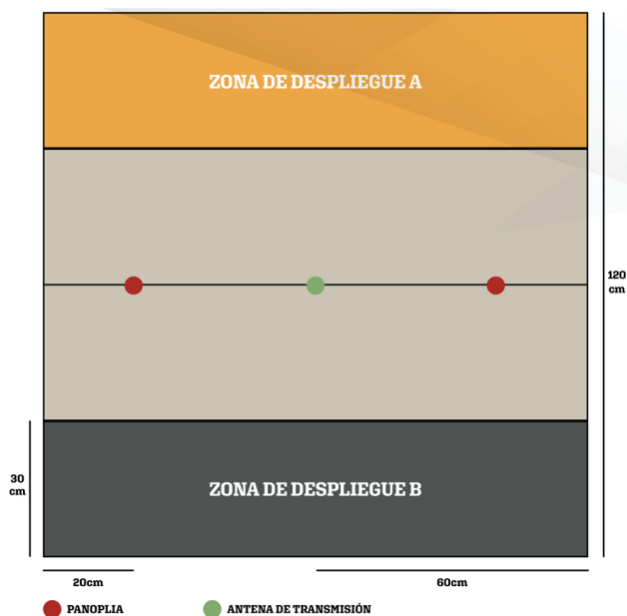 ZONA DE DESPLIEGUE A
120
cm
30
cm
ZONA DE DESPLIEGUE B
20cm
60cm
PANOPLIA
ANTENA DE TRANSMISIÓN